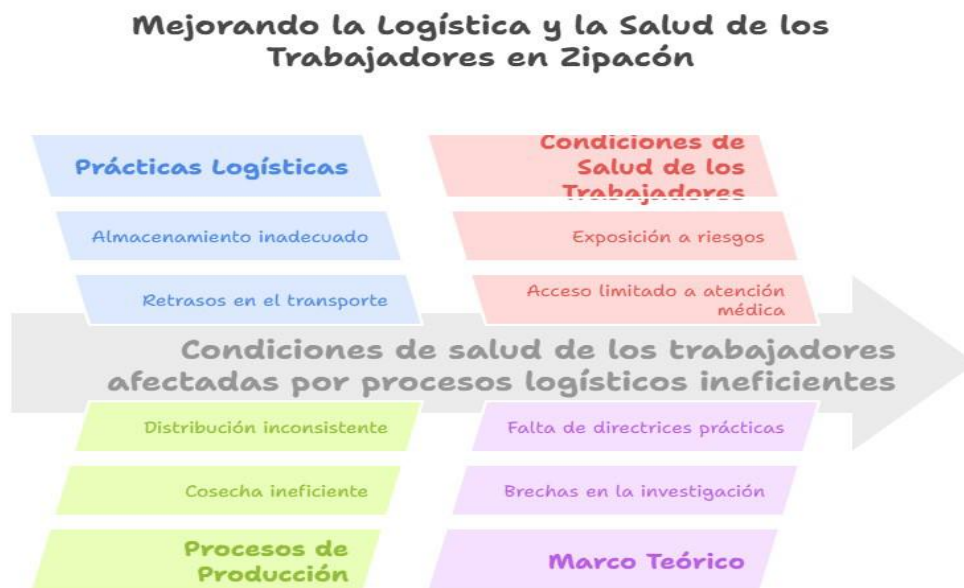 Mejorando la Logística y la Salud de los
Trabajadores en Zipacón
Prácticas Logísticas
Almacenamiento inadecuado
Retrasos en el transporte
Condiciones de
Salud de los
Trabajadores
Exposición a riesgos
Acceso limitado a atención
médica
Condiciones de salud de los trabajadores
afectadas por procesos logísticos ineficientes
Distribución inconsistente
Cosecha ineficiente
Procesos de
Producción
Falta de directrices prácticas
Brechas en la investigación
Marco Teórico